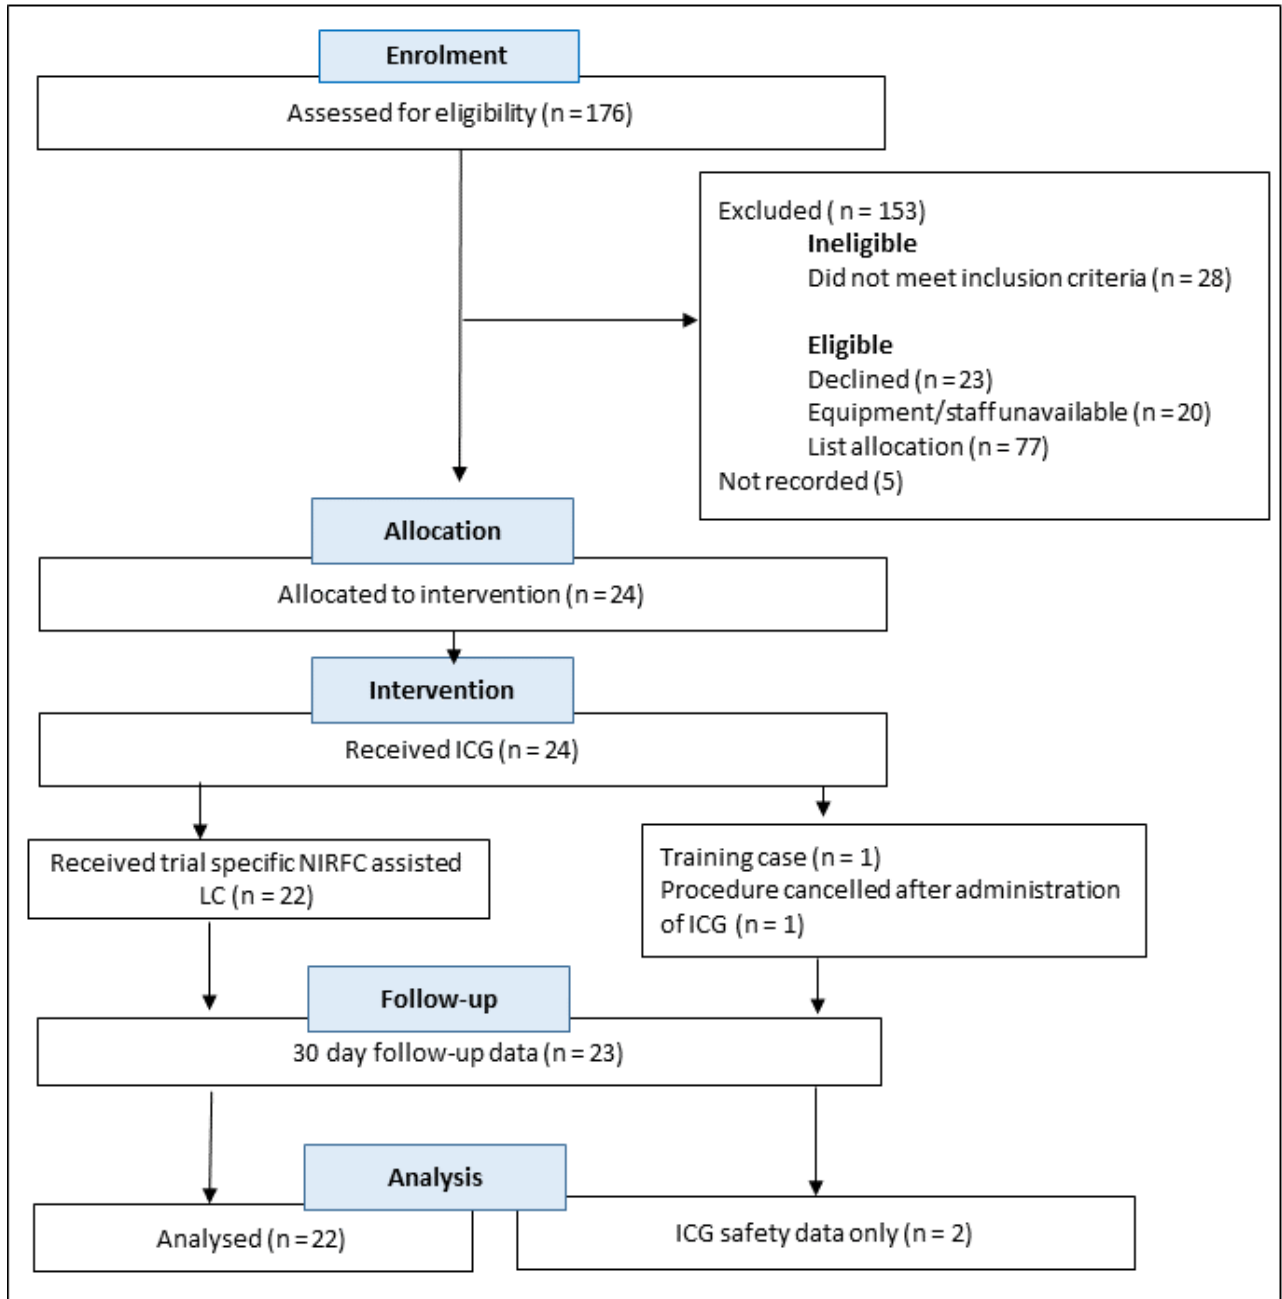 Enrolment
Assessed for eligibility (n = 176)
Excluded ( n = 153)
Ineligible
Did not meet inclusion criteria (n = 28)
Eligible
Declined (n = 23)
Equipment/staff unavailable (n = 20)
List allocation (n = 77)
Not recorded (5)
Allocation
Allocated to intervention (n = 24)
Intervention
Received ICG (n = 24)
Received trial specific NIRFC assisted
LC (n = 22)
Training case (n = 1)
Procedure cancelled after administration
of ICG (n = 1)
Follow-up
30 day follow-up data (n = 23)
Analysis
Analysed (n = 22)
ICG safety data only (n = 2)